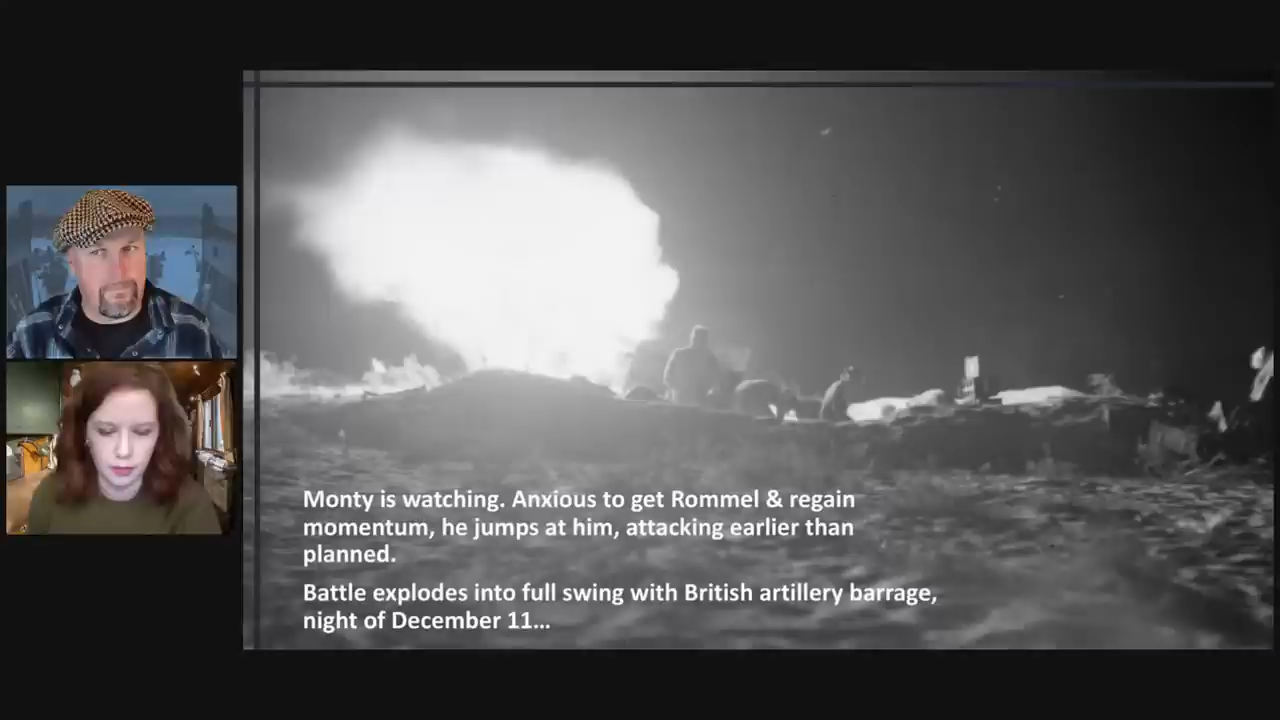 Monty is watching. Anxious to get Rommel & regain
momentum, he jumps at him, attacking earlier than
planned.
Battle explodes into full swing with British artillery barrage,
night of December 11...